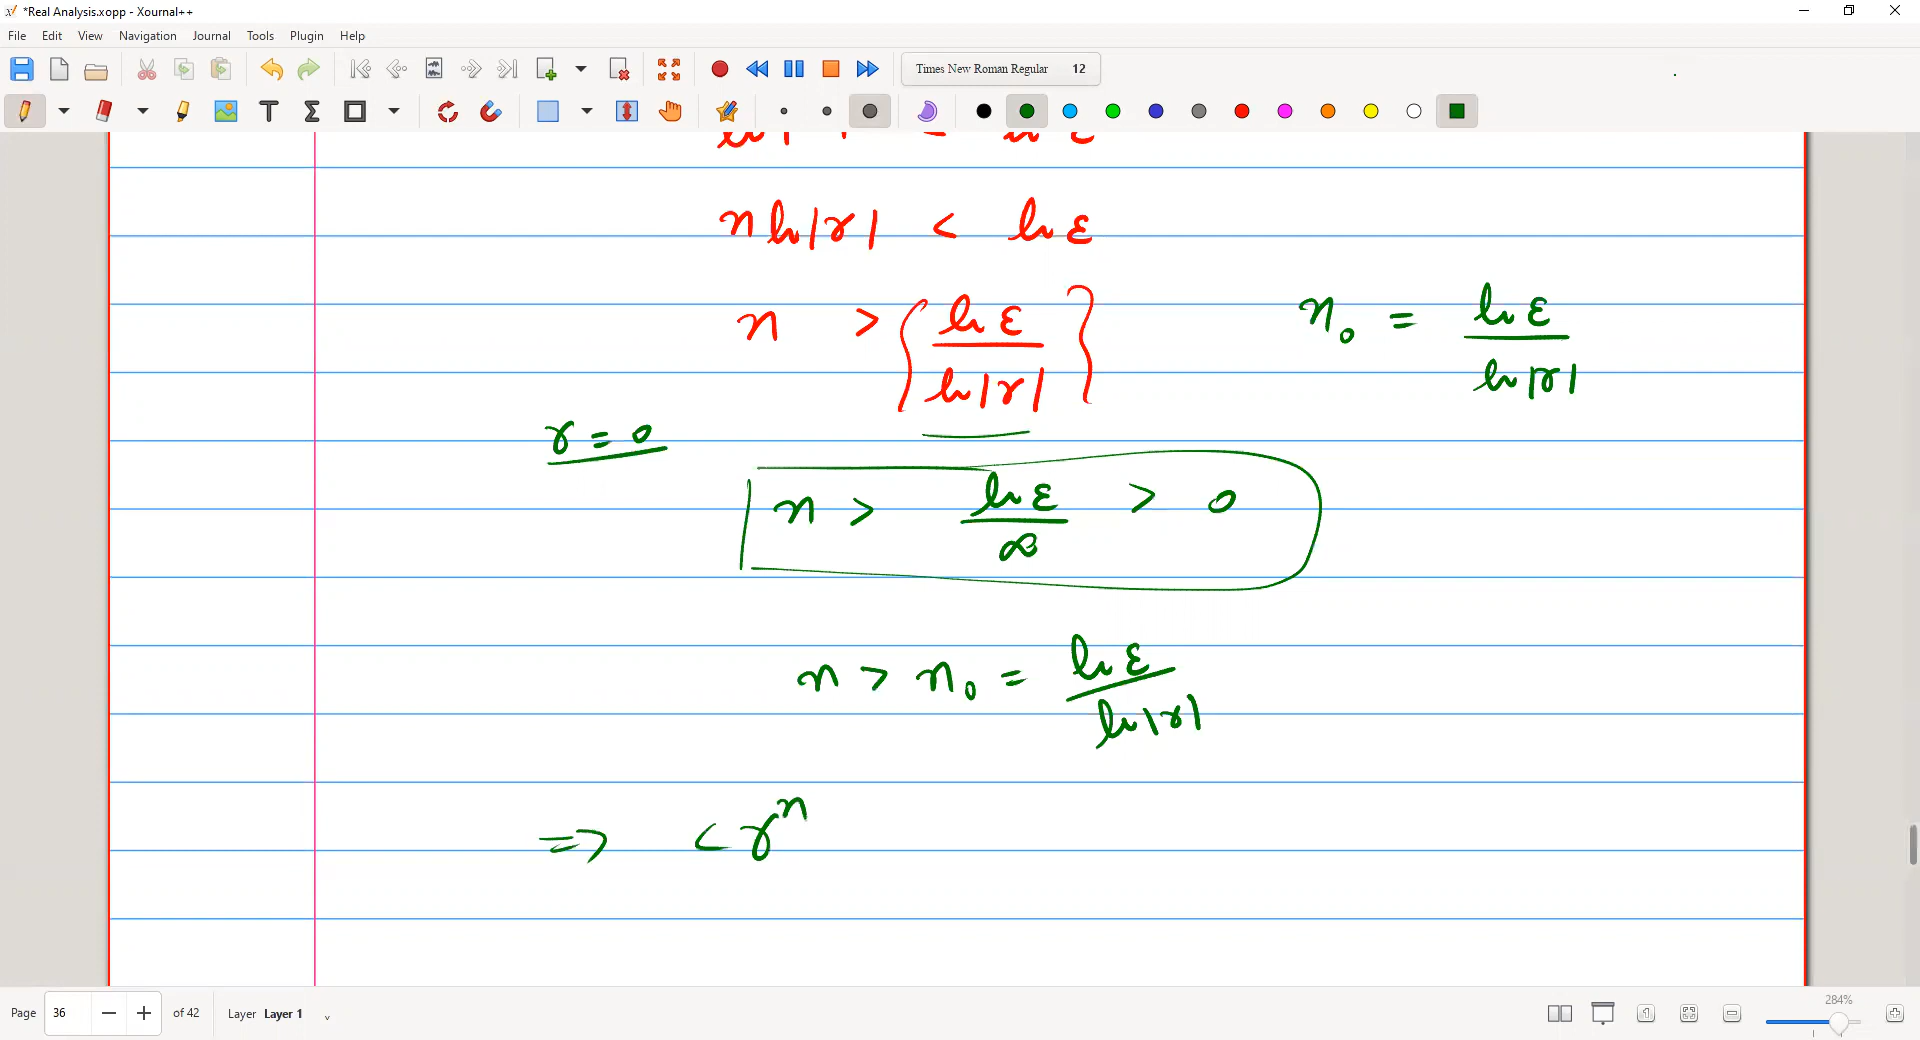 *Real Analysis.xopp - Xournal++
File Edit View Navigation Journal Tools Plugin Help
Times New Roman Regular 12
n ln|r| < ln ε
n > { ln ε / ln|r| }
n₀ = ln ε / ln|r|
r = 0
n > ln ε / ∞ > 0
n > n₀ = ln ε / ln|r|
=> < rⁿ
Page 36 of 42 Layer Layer 1 284%